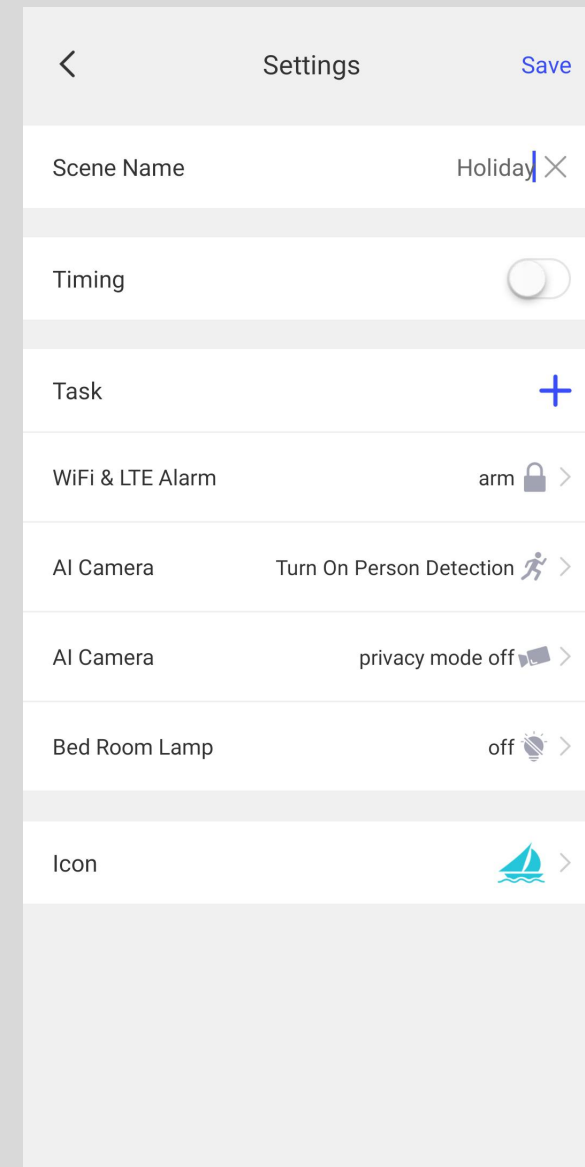 Settings Save
Scene Name Holiday
Timing
Task
WiFi & LTE Alarm arm
AI Camera Turn On Person Detection
AI Camera privacy mode off
Bed Room Lamp off
Icon